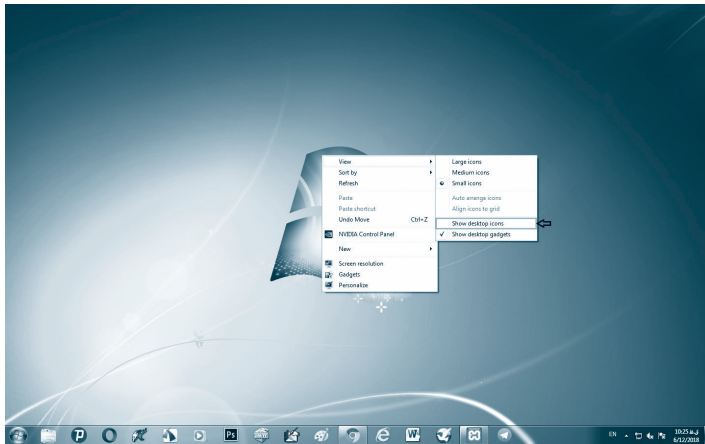 View
Sort by
Refresh
Paste
Paste shortcut
Undo Move Ctrl+Z
NVIDIA Control Panel
New
Screen resolution
Gadgets
Personalize
Large icons
Medium icons
Small icons
Auto arrange icons
Align icons to grid
Show desktop icons
Show desktop gadgets
Ps
W
EN
10:25 ق.ظ
6/12/2018